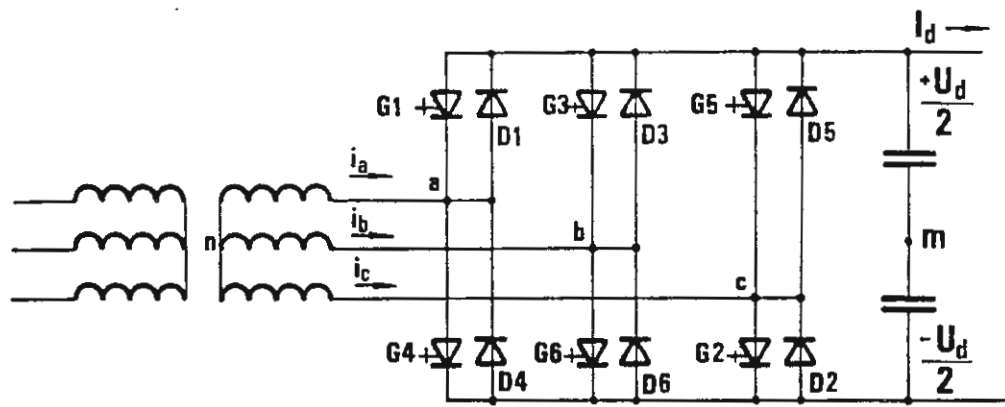 I_d
G1
D1
G3
D3
G5
D5
+U_d
2
i_a
a
i_b
n
b
m
i_c
c
G4
D4
G6
D6
G2
D2
-U_d
2